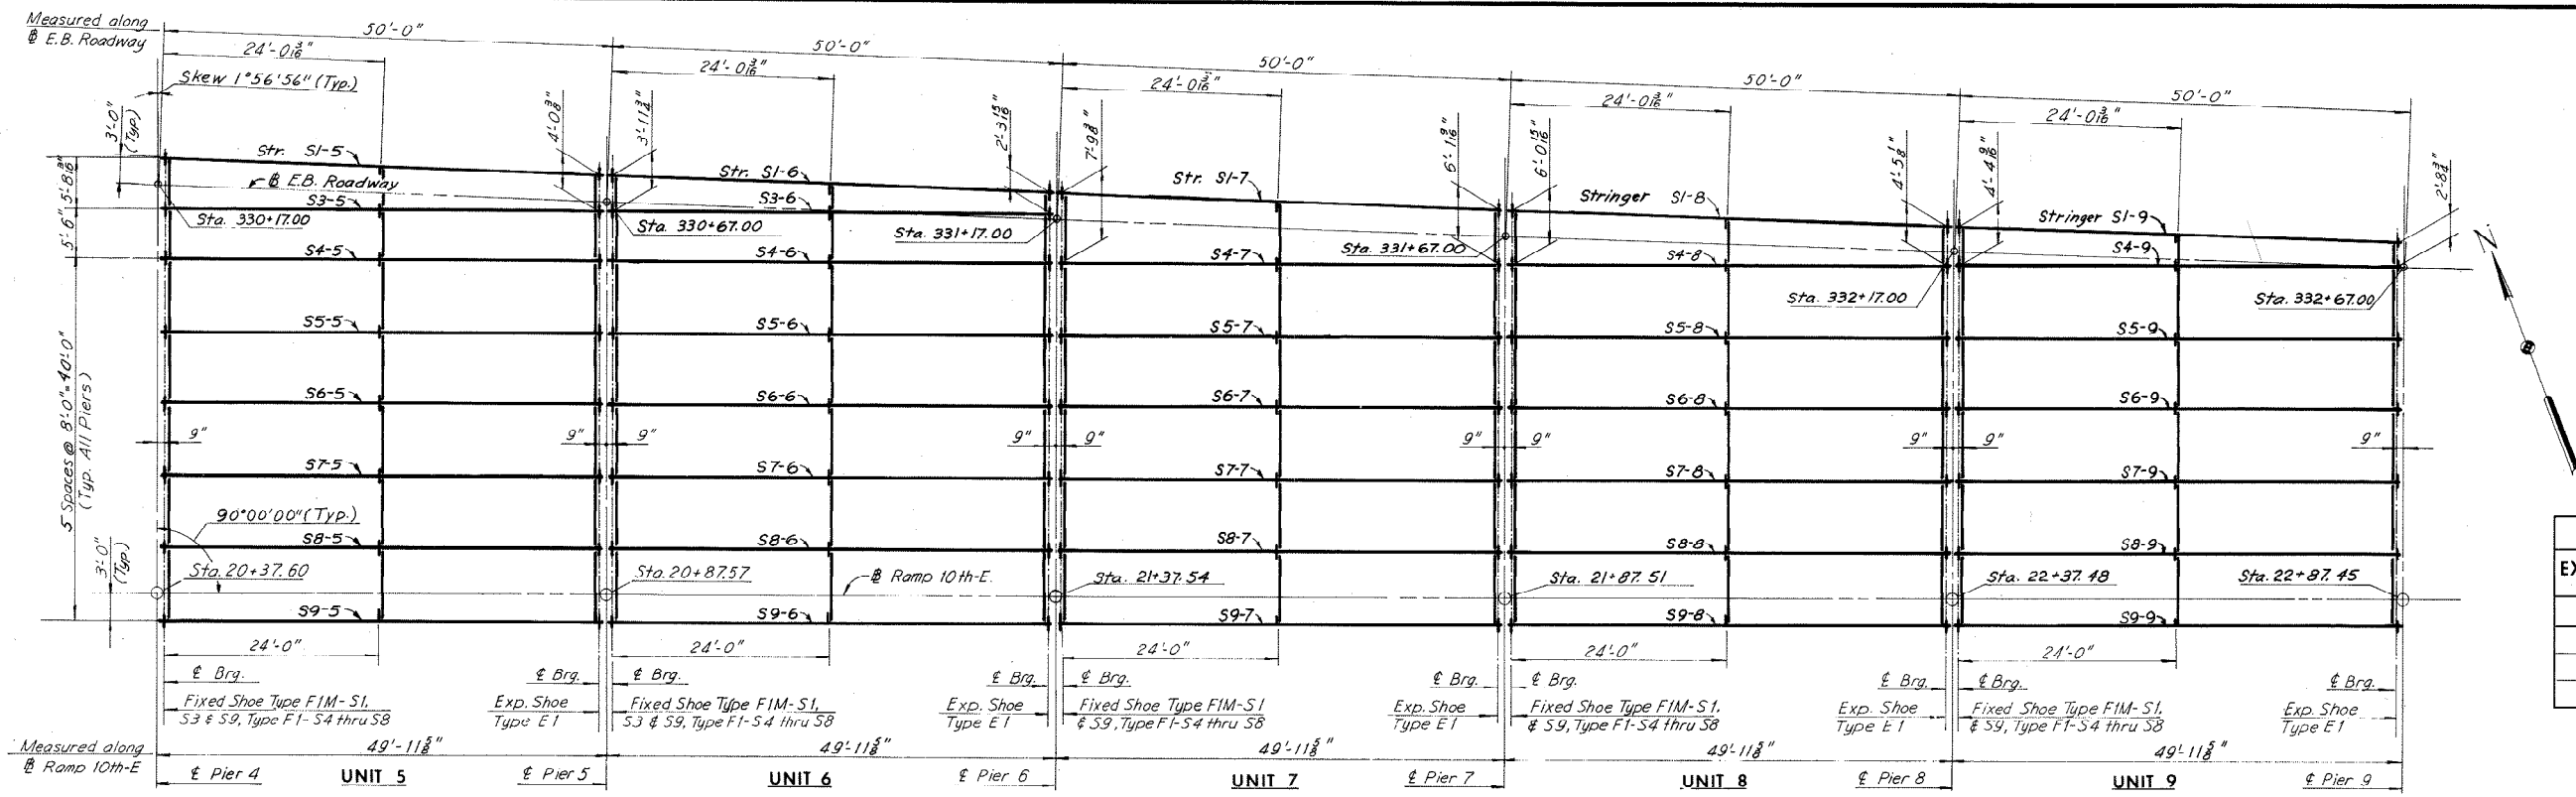 Measured along
⅊ E.B. Roadway
50'-0"
50'-0"
50'-0"
50'-0"
50'-0"
24'-0 3/16"
24'-0 3/16"
24'-0 3/16"
24'-0 3/16"
24'-0 3/16"
Skew 1°56'56" (Typ.)
3'-0"
(Typ.)
4'-0 3/8"
3'-11 3/4"
2'-3 15/16"
7'-9 3/8"
6'-1 9/16"
6'-0 15/16"
4'-5 1/8"
4'-4 9/16"
2'-8 3/4"
5'-8 3/16"
5'-6"
Str. S1-5
Str. S1-6
Str. S1-7
Stringer S1-8
Stringer S1-9
⅊ E.B. Roadway
S3-5
S3-6
Sta. 330+17.00
Sta. 330+67.00
Sta. 331+17.00
Sta. 331+67.00
Sta. 332+17.00
Sta. 332+67.00
S4-5
S4-6
S4-7
S4-8
S4-9
N
S5-5
S5-6
S5-7
S5-8
S5-9
5 Spaces @ 8'-0"=40'-0"
(Typ. All Piers)
S6-5
S6-6
S6-7
S6-8
S6-9
9"
9"
9"
9"
9"
9"
9"
9"
9"
9"
S7-5
S7-6
S7-7
S7-8
S7-9
90°00'00" (Typ.)
S8-5
S8-6
S8-7
S8-8
S8-9
3'-0"
(Typ)
Sta. 20+37.60
Sta. 20+87.57
⅊ Ramp 10th-E.
Sta. 21+37.54
Sta. 21+87.51
Sta. 22+37.48
Sta. 22+87.45
EX
S9-5
S9-6
S9-7
S9-8
S9-9
24'-0"
24'-0"
24'-0"
24'-0"
24'-0"
℄ Brg.
℄ Brg.
℄ Brg.
℄ Brg.
℄ Brg.
℄ Brg.
℄ Brg.
℄ Brg.
℄ Brg.
℄ Brg.
Fixed Shoe Type F1M-S1,
S3 & S9, Type F1-S4 thru S8
Exp. Shoe
Type E1
Fixed Shoe Type F1M-S1,
S3 & S9, Type F1-S4 thru S8
Exp. Shoe
Type E1
Fixed Shoe Type F1M-S1
& S9, Type F1-S4 thru S8
Exp. Shoe
Type E1
Fixed Shoe Type F1M-S1,
& S9, Type F1-S4 thru S8
Exp. Shoe
Type E1
Fixed Shoe Type F1M-S1,
& S9, Type F1-S4 thru S8
Exp. Shoe
Type E1
Measured along
⅊ Ramp 10th-E
49'-11 5/8"
49'-11 5/8"
49'-11 5/8"
49'-11 5/8"
49'-11 5/8"
℄ Pier 4
UNIT 5
℄ Pier 5
UNIT 6
℄ Pier 6
UNIT 7
℄ Pier 7
UNIT 8
℄ Pier 8
UNIT 9
℄ Pier 9